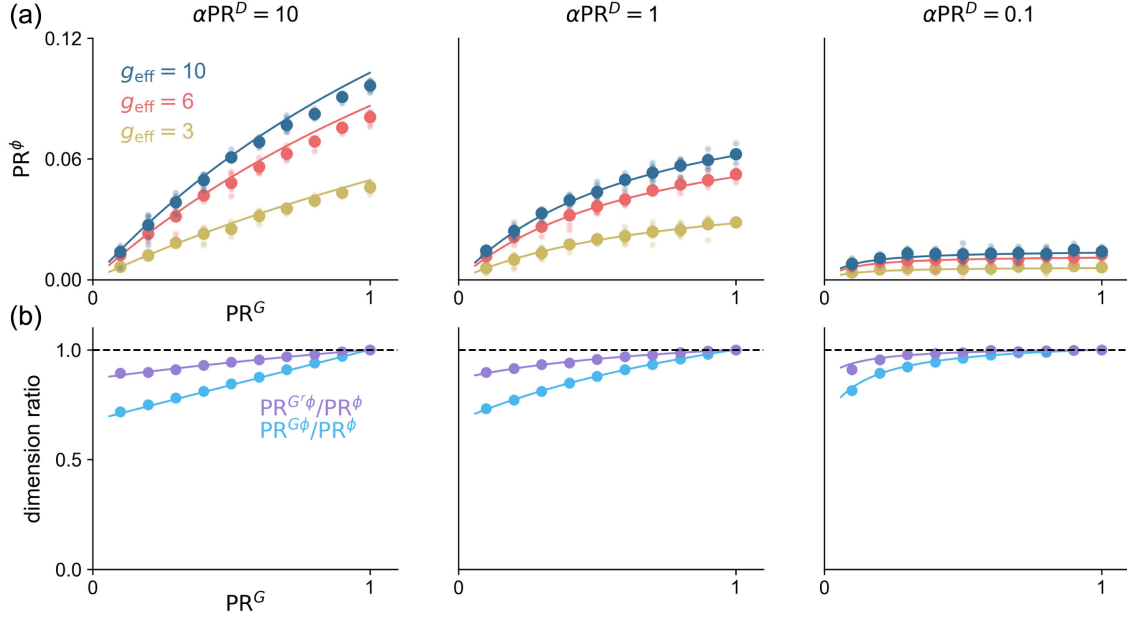 (a)
αPR^D = 10
αPR^D = 1
αPR^D = 0.1
0.12
0.06
0.00
PR^ϕ
g_eff = 10
g_eff = 6
g_eff = 3
0
1
0
1
0
1
PR^G
(b)
1.0
0.5
0.0
dimension ratio
PR^{G^rϕ}/PR^ϕ
PR^{Gϕ}/PR^ϕ
0
1
0
1
0
1
PR^G